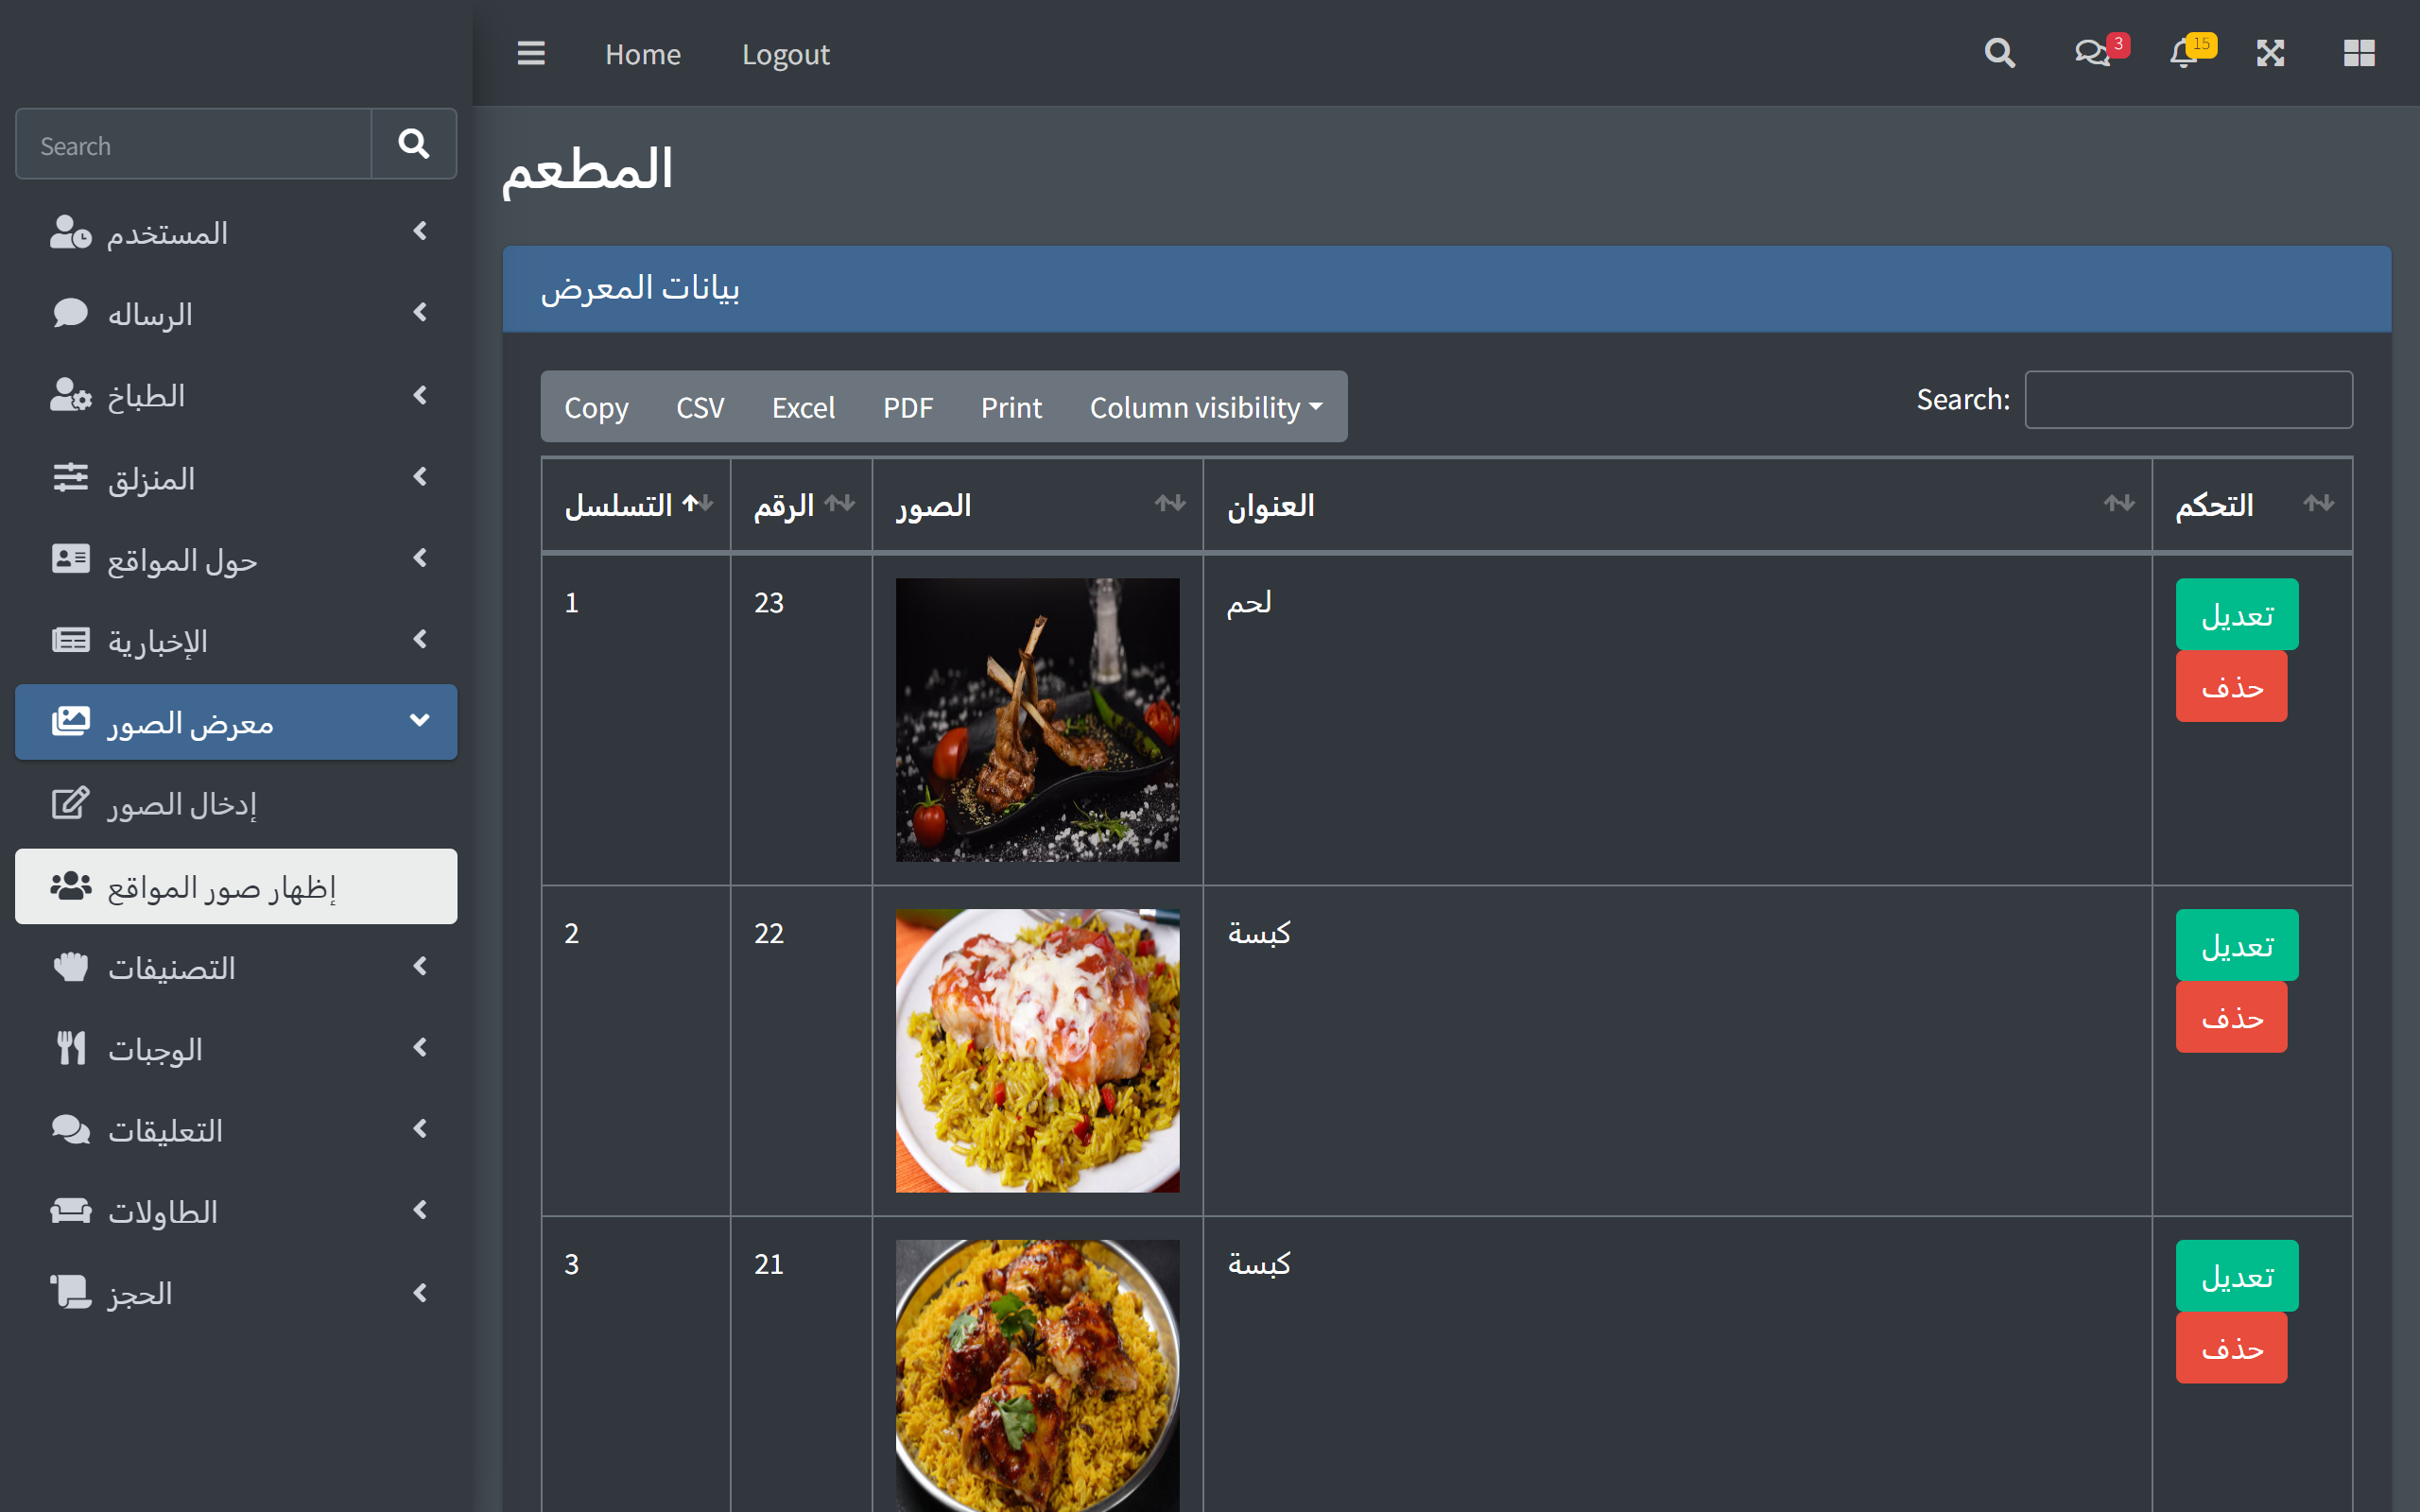 Home
Logout
3
15
Search
المستخدم
الرساله
الطباخ
المنزلق
حول المواقع
الإخبارية
معرض الصور
إدخال الصور
إظهار صور المواقع
التصنيفات
الوجبات
التعليقات
الطاولات
الحجز
المطعم
بيانات المعرض
Copy CSV Excel PDF Print Column visibility
Search:
التسلسل الرقم الصور العنوان التحكم
1 23 لحم تعديل
حذف
2 22 كبسة تعديل
حذف
3 21 كبسة تعديل
حذف